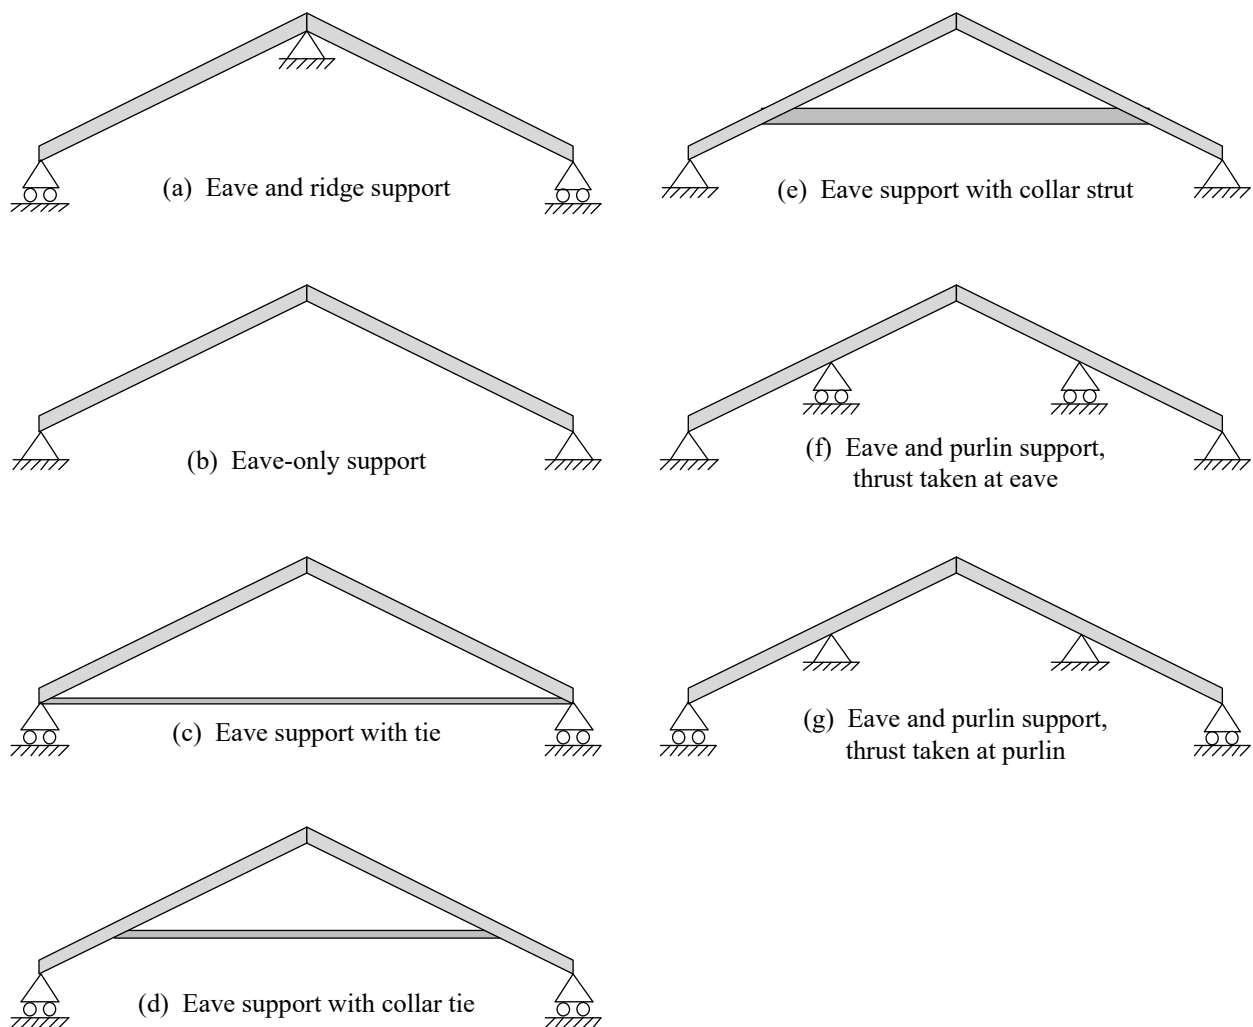 (a) Eave and ridge support
(b) Eave-only support
(c) Eave support with tie
(d) Eave support with collar tie
(e) Eave support with collar strut
(f) Eave and purlin support,
thrust taken at eave
(g) Eave and purlin support,
thrust taken at purlin